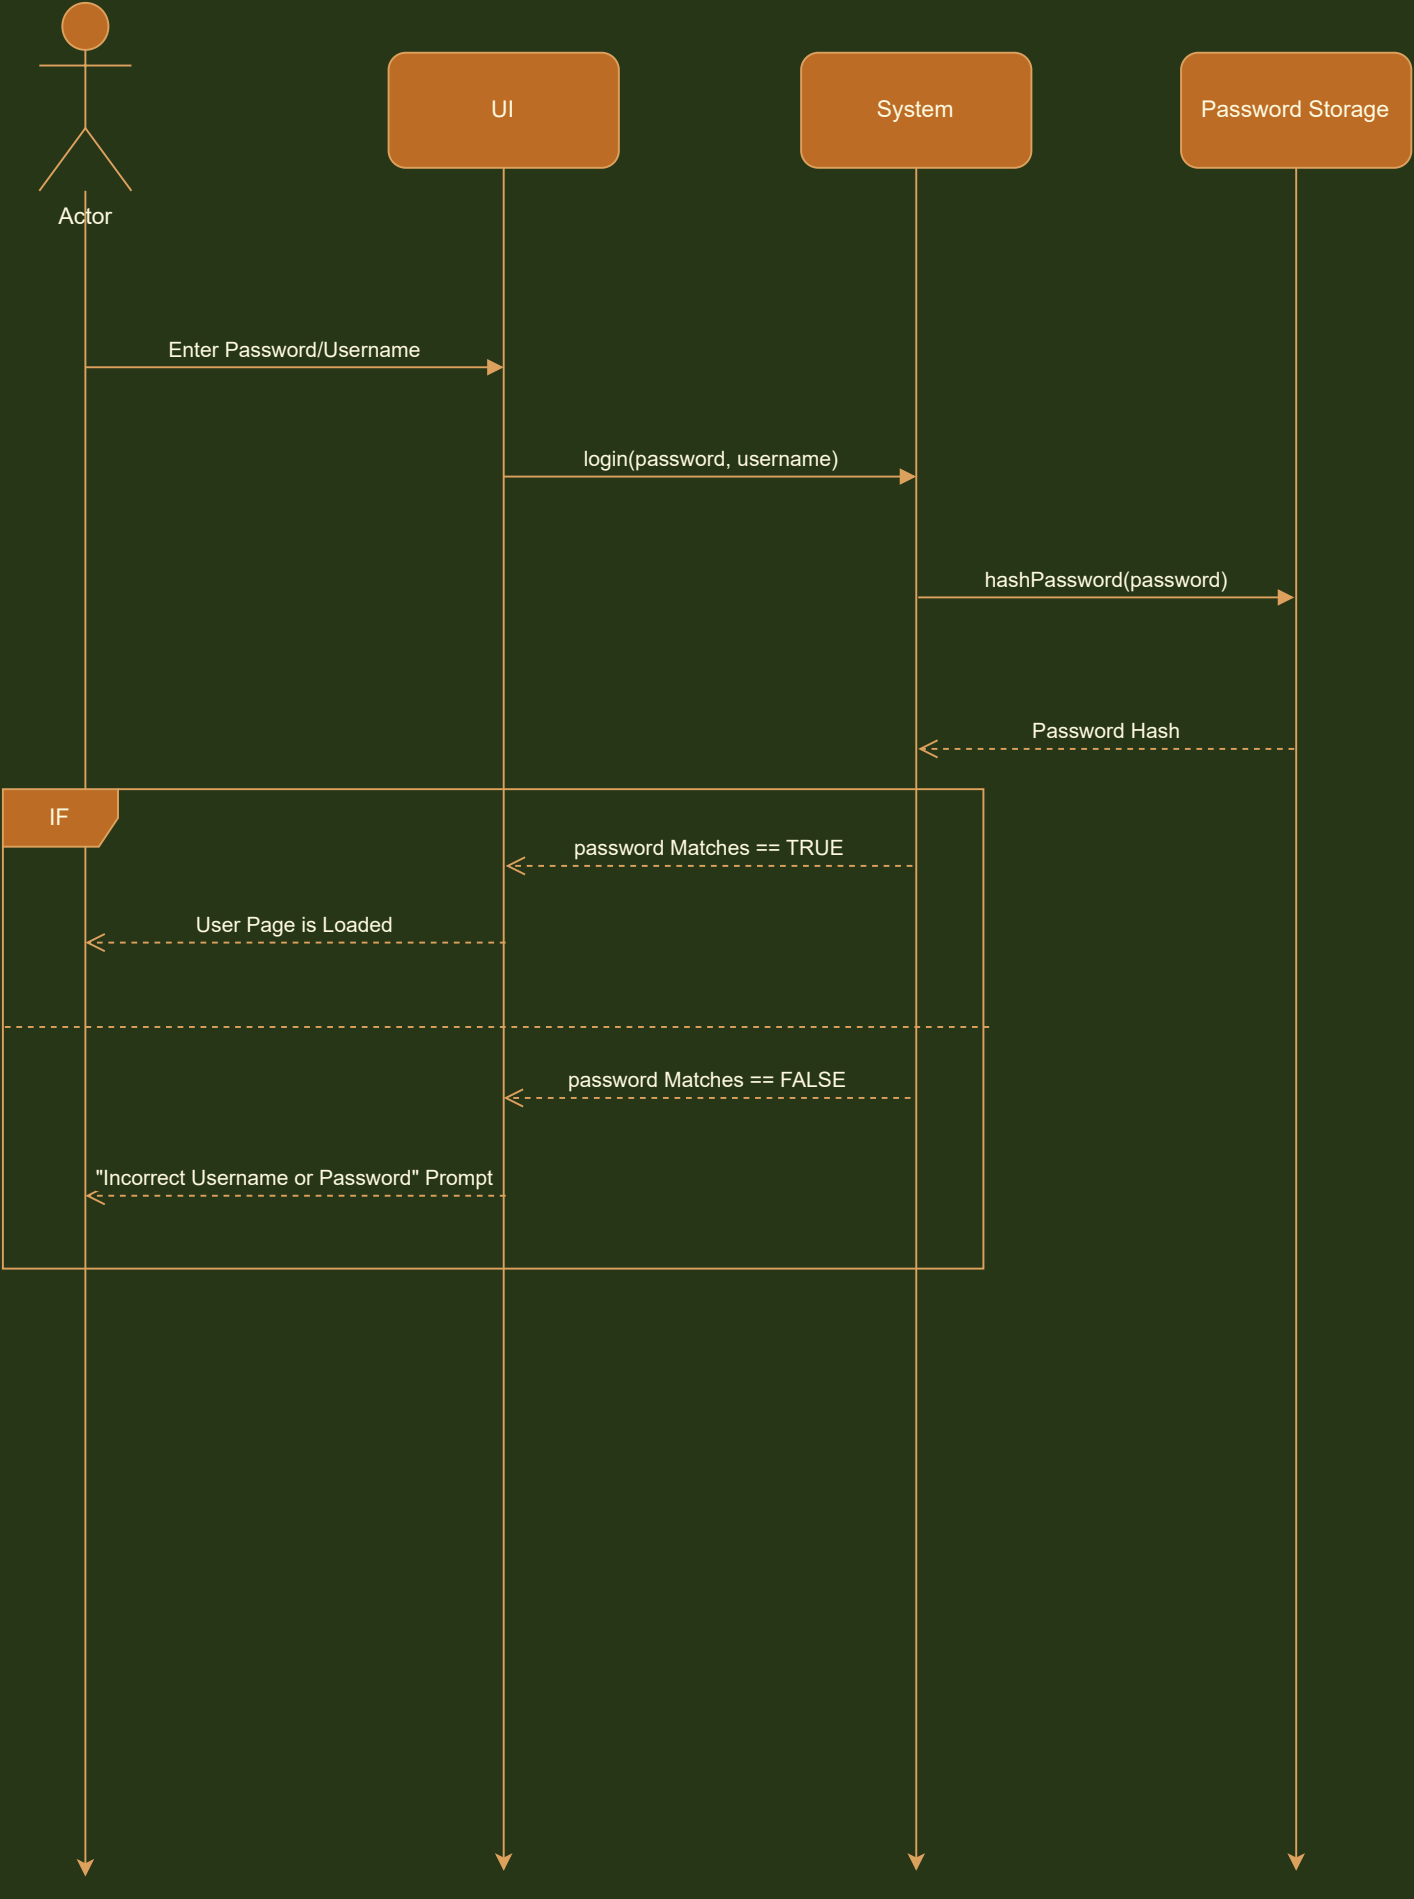 Actor
UI
System
Password Storage
Enter Password/Username
login(password, username)
hashPassword(password)
Password Hash
IF
password Matches == TRUE
User Page is Loaded
password Matches == FALSE
"Incorrect Username or Password" Prompt